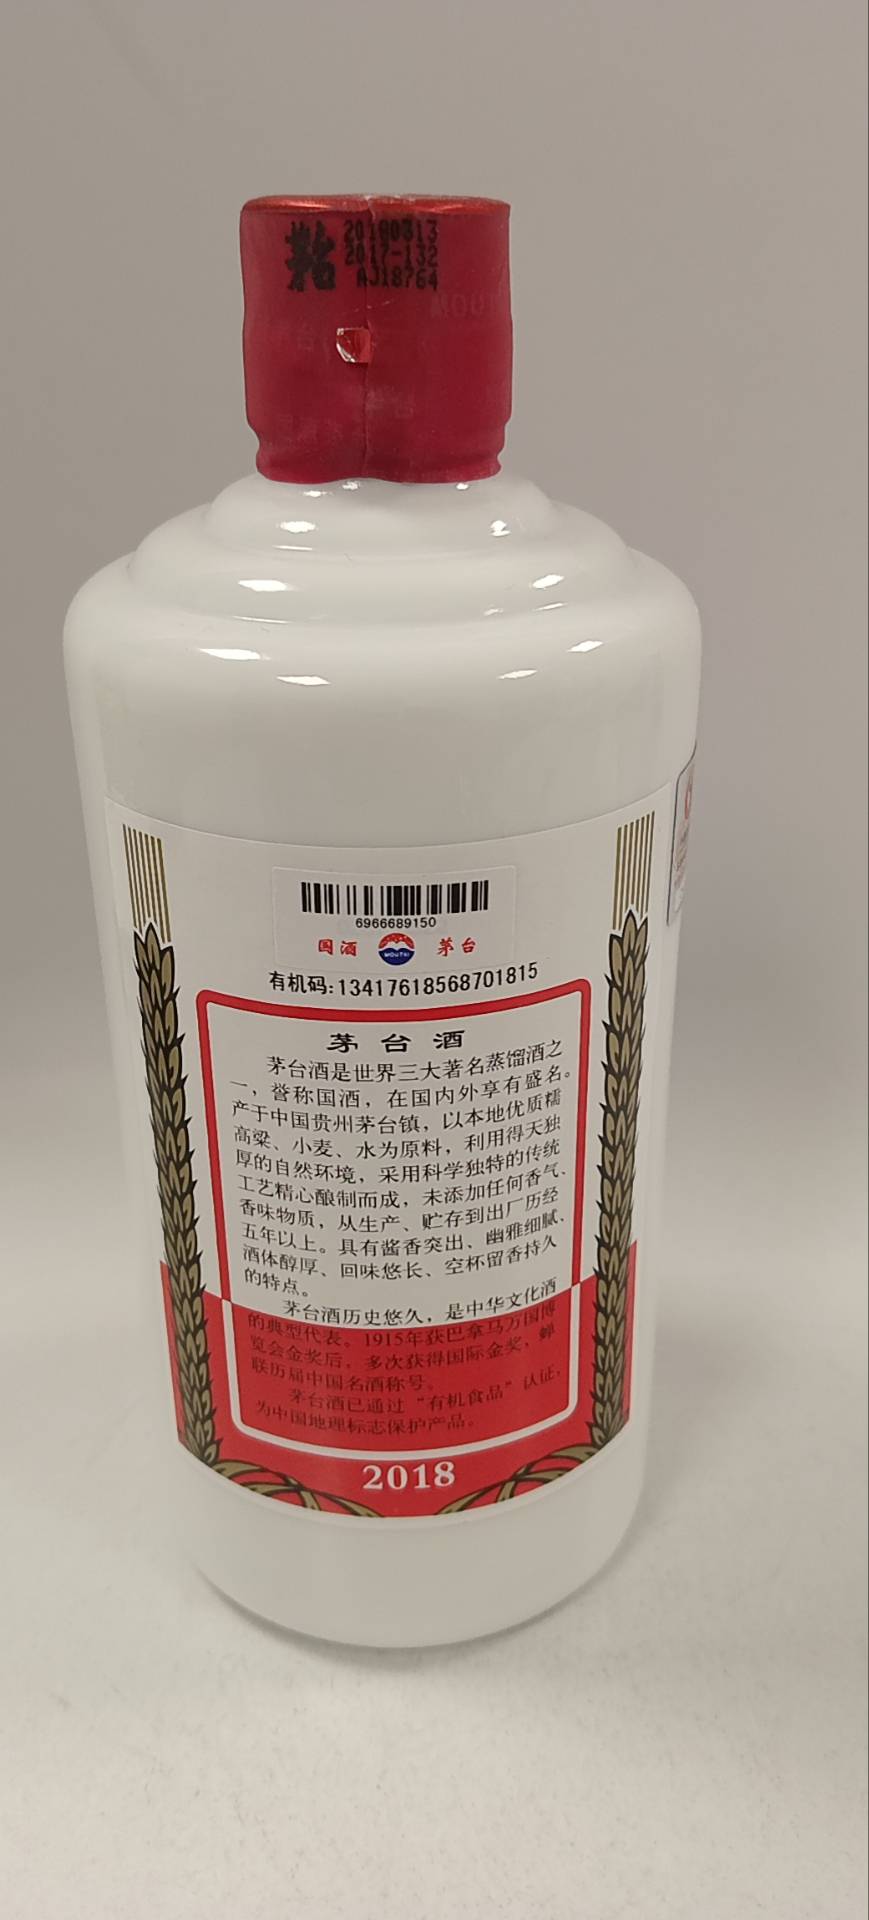 20180313
2017-132
AJ18764
6966689150
国酒 MOUTAI 茅台
有机码:13417618568701815
茅台酒
茅台酒是世界三大著名蒸馏酒之
一，誉称国酒，在国内外享有盛名。
产于中国贵州茅台镇，以本地优质糯
高粱、小麦、水为原料，利用得天独
厚的自然环境，采用科学独特的传统
工艺精心酿制而成，未添加任何香气、
香味物质，从生产、贮存到出厂历经
五年以上。具有酱香突出、幽雅细腻、
酒体醇厚、回味悠长、空杯留香持久
的特点。
茅台酒历史悠久，是中华文化酒
的典型代表。1915年获巴拿马万国博
览会金奖后，多次获得国际金奖，蝉
联历届中国名酒称号。
茅台酒已通过“有机食品”认证，
为中国地理标志保护产品。
2018